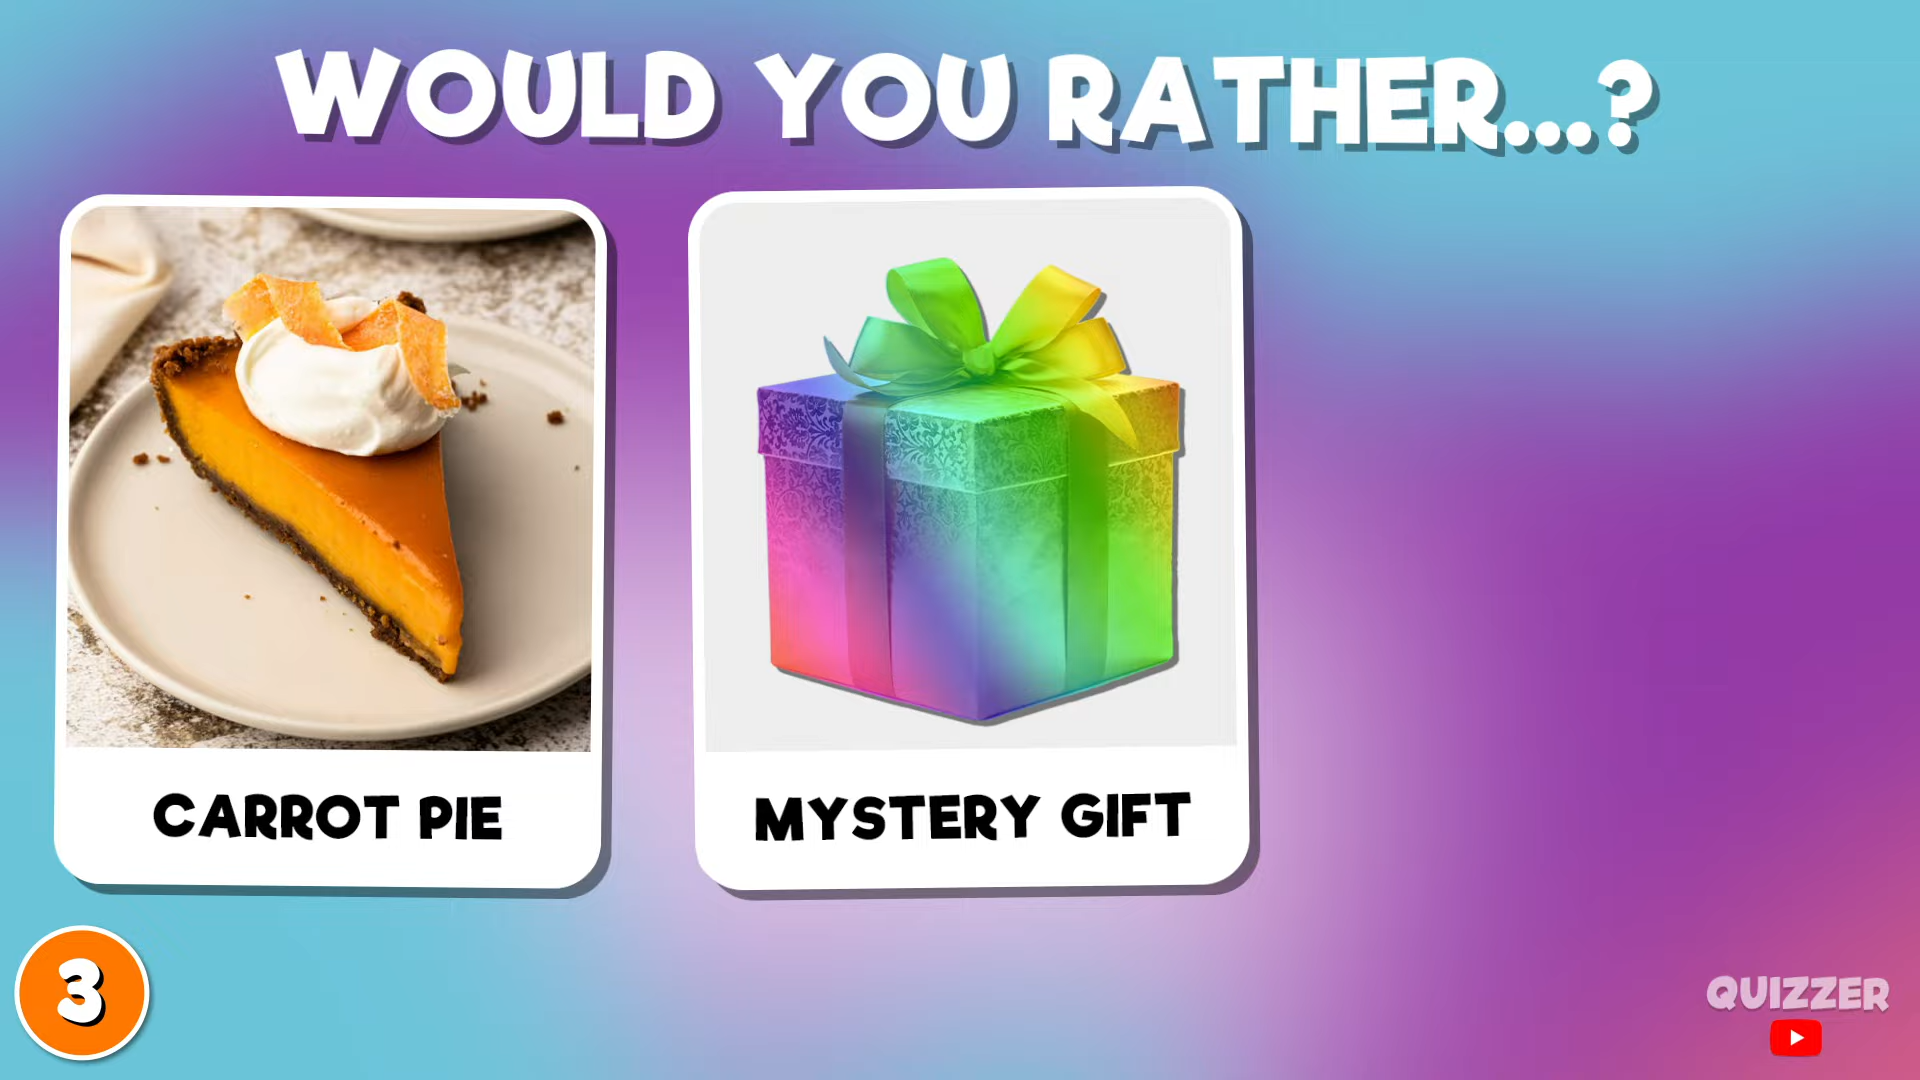 WOULD YOU RATHER...?
CARROT PIE
MYSTERY GIFT
3
QUIZZER